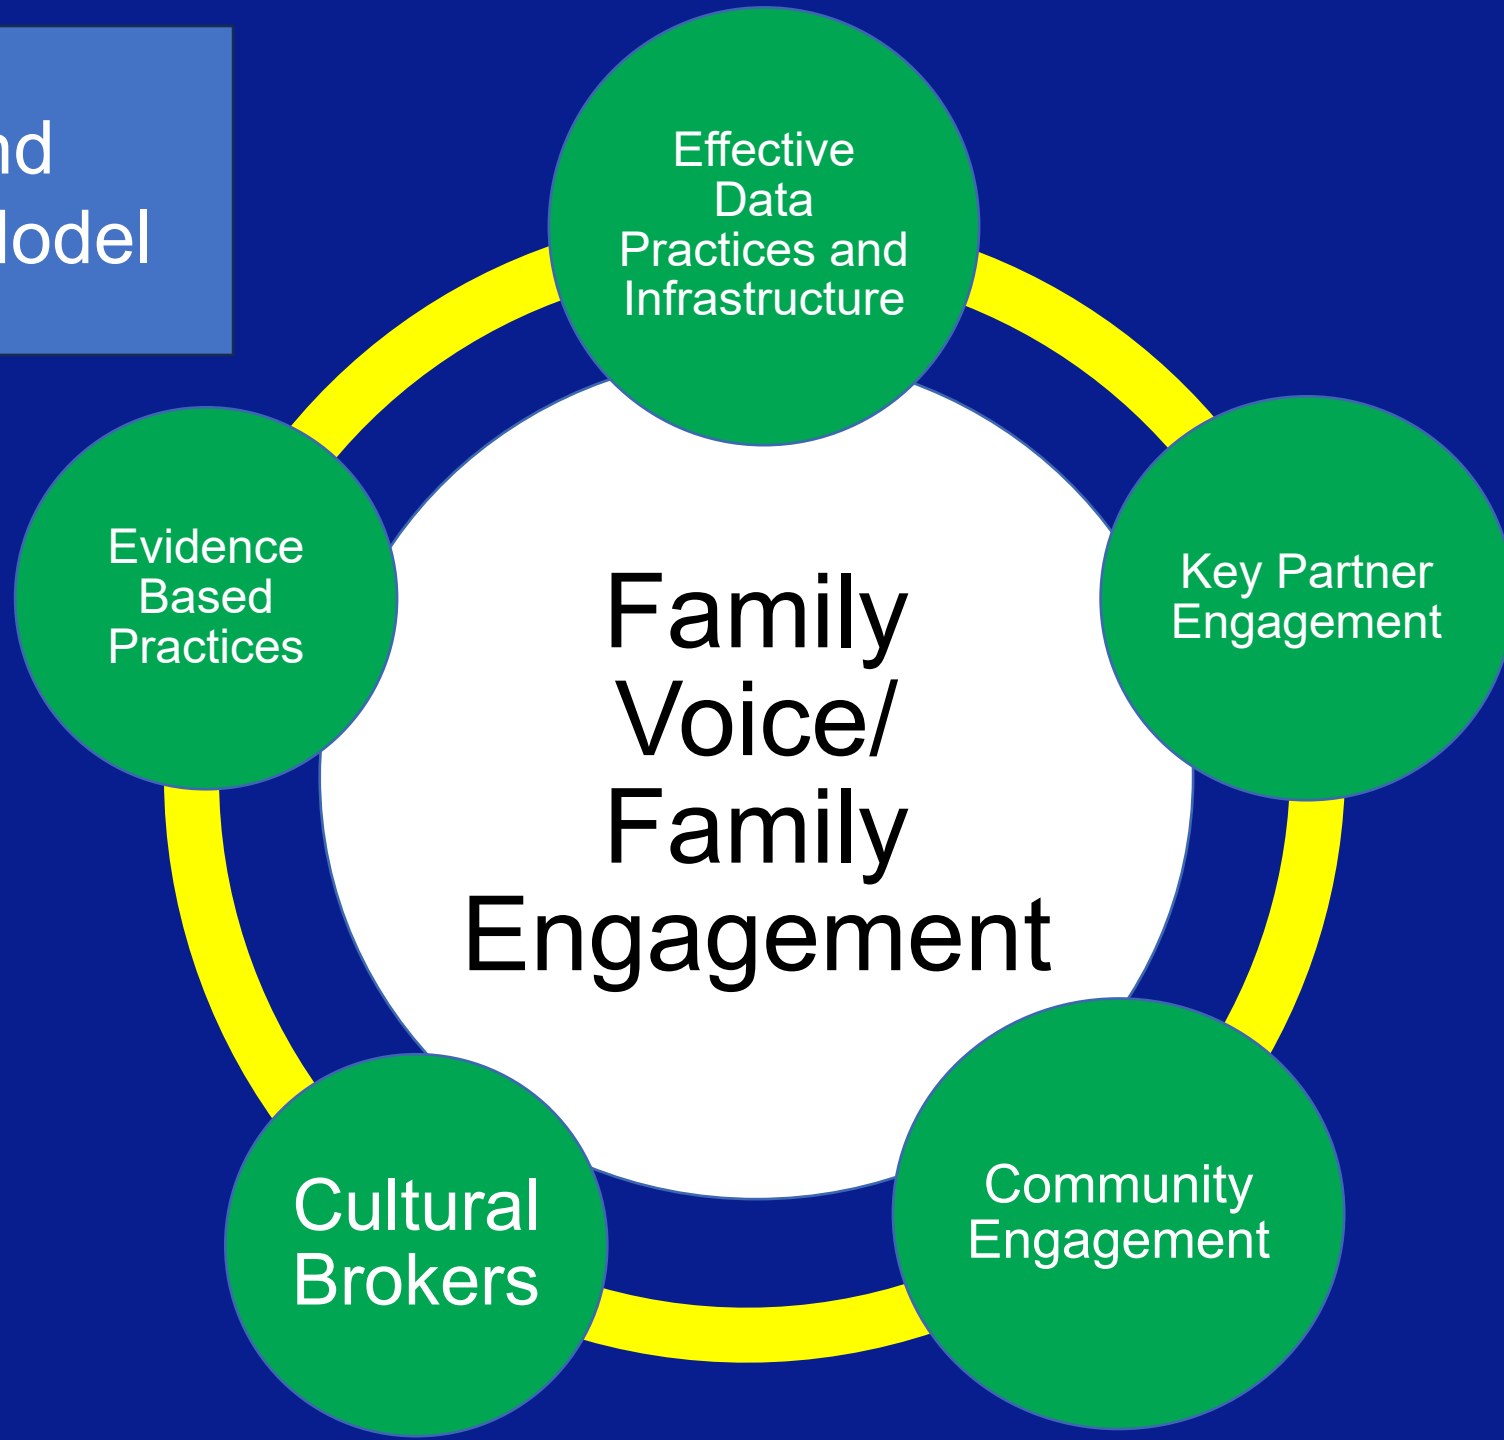 nd
odel
Effective
Data
Practices and
Infrastructure
Evidence
Based
Practices
Key Partner
Engagement
Family
Voice/
Family
Engagement
Cultural
Brokers
Community
Engagement